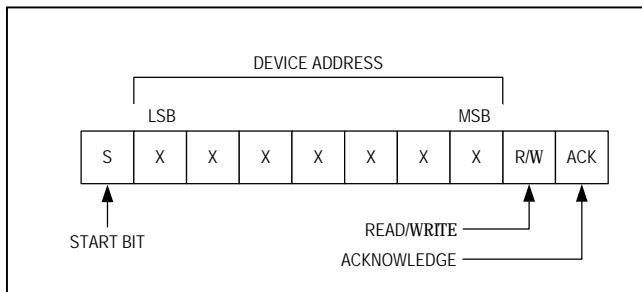 DEVICE ADDRESS
LSB MSB
S X X X X X X X R/W ACK
START BIT
READ/WRITE
ACKNOWLEDGE